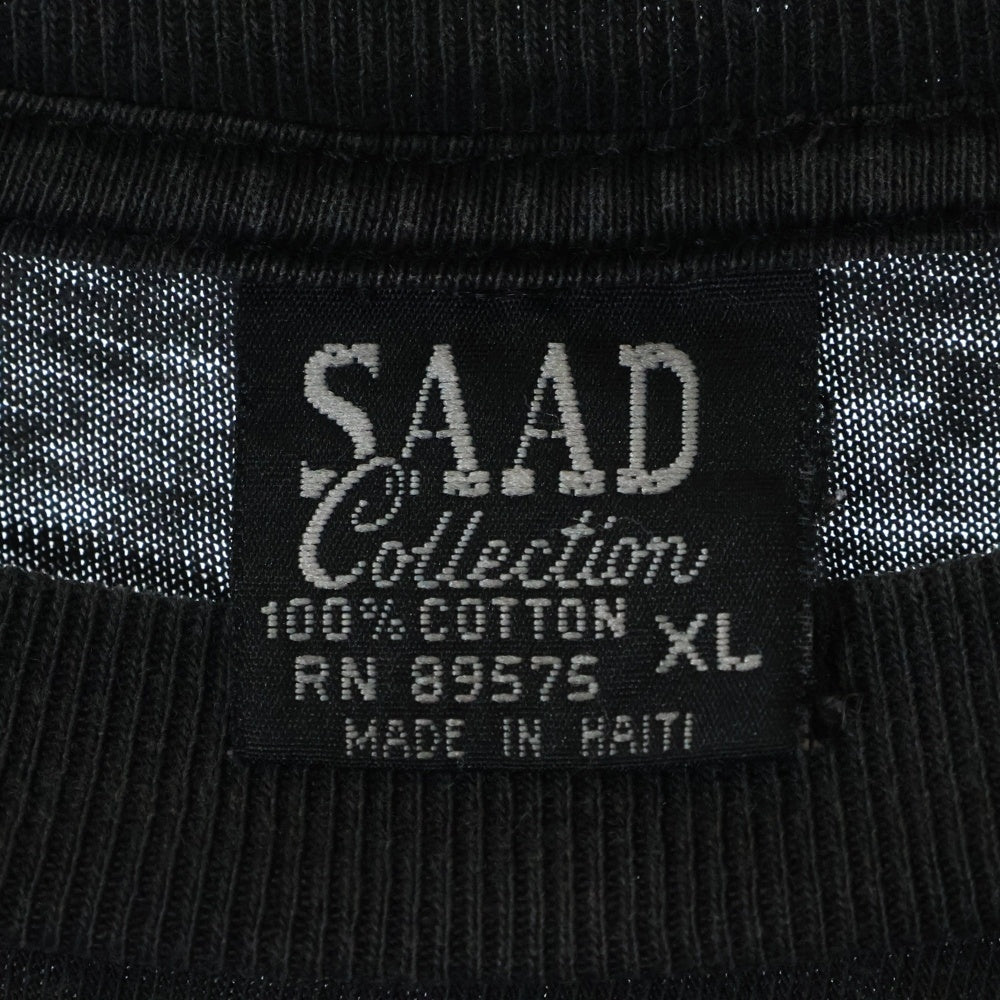 SAAD
Collection
100% COTTON XL
RN 89575
MADE IN HAITI